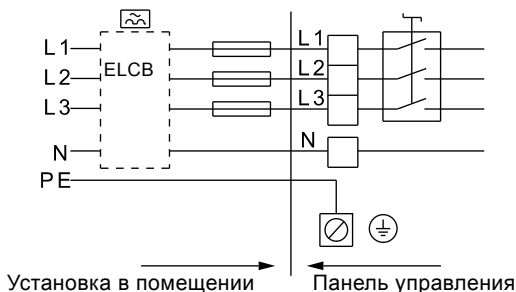 L1
L2
L3
N
PE
ELCB
L1
L2
L3
N
Установка в помещении
Панель управления